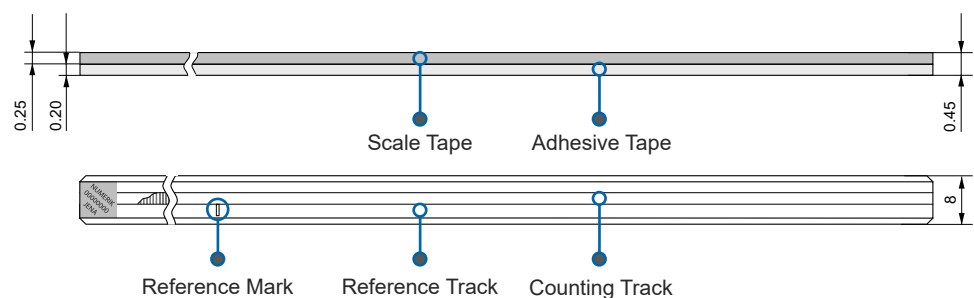 0.25
0.20
0.45
Scale Tape
Adhesive Tape
NUMERIK
00000000
JENA
8
Reference Mark
Reference Track
Counting Track